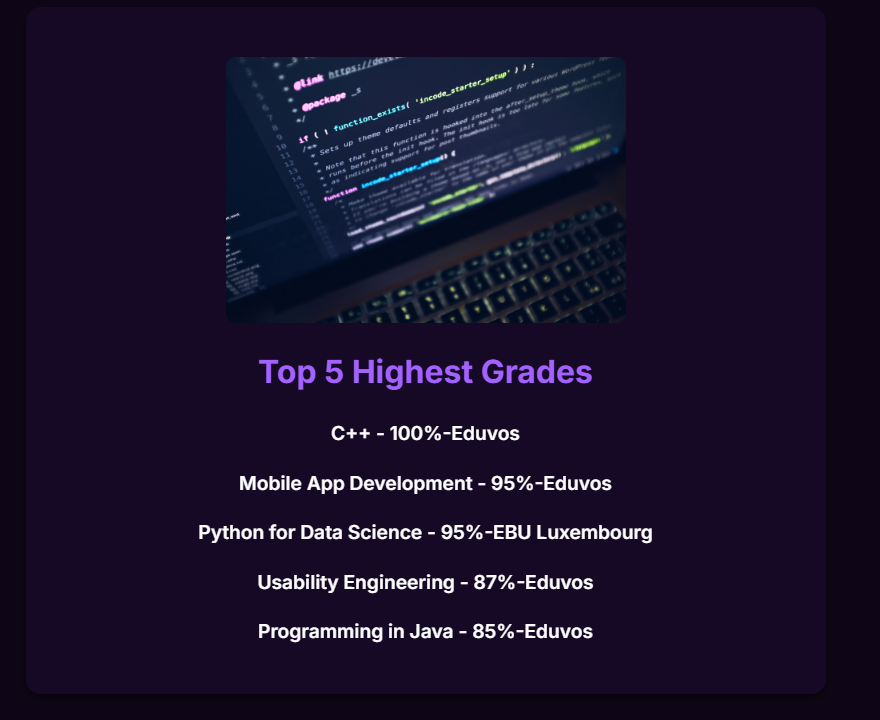 @link https://deve
* @package _s
*/
if ( ! function_exists( 'incode_starter_setup' ) ) :
/**
* Sets up theme defaults and registers support for various WordPress
*
* Note that this function is hooked into the after_setup_theme hook, which
* runs before the init hook. The init hook is too late for some features, such
* as indicating support for post thumbnails.
*/
function incode_starter_setup() {
Top 5 Highest Grades
C++ - 100%-Eduvos
Mobile App Development - 95%-Eduvos
Python for Data Science - 95%-EBU Luxembourg
Usability Engineering - 87%-Eduvos
Programming in Java - 85%-Eduvos